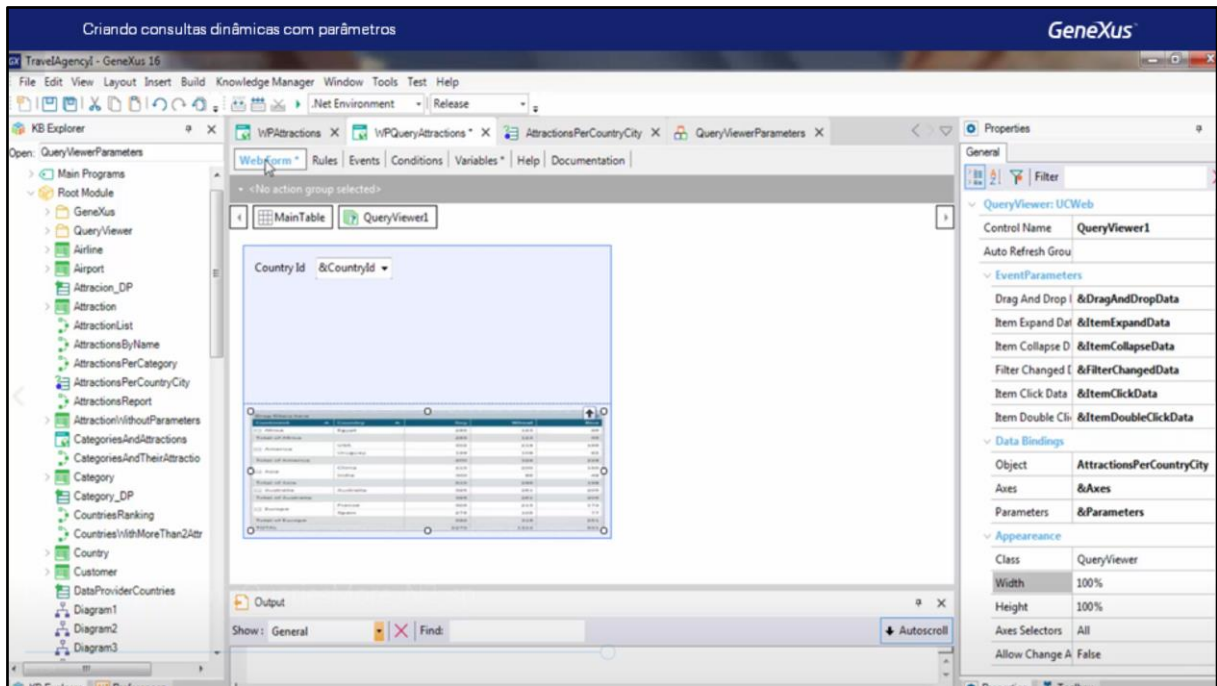 Criando consultas dinâmicas com parâmetros
GeneXus
TravelAgencyI - GeneXus 16
File Edit View Layout Insert Build Knowledge Manager Window Tools Test Help
.Net Environment Release
KB Explorer
WPAttractions X WPQueryAttractions * X AttractionsPerCountryCity X QueryViewerParameters X
Properties
Open: QueryViewerParameters
Web Form * Rules Events Conditions Variables * Help Documentation
General
Filter
<No action group selected>
MainTable QueryViewer1
Main Programs
Root Module
GeneXus
QueryViewer
Airline
Airport
Attracion_DP
Attraction
AttractionList
AttractionsByName
AttractionsPerCategory
AttractionsPerCountryCity
AttractionsReport
AttractionWithoutParameters
CategoriesAndAttractions
CategoriesAndTheirAttractio
Category
Category_DP
CountriesRanking
CountriesWithMoreThan2Attr
Country
Customer
DataProviderCountries
Diagram1
Diagram2
Diagram3
Country Id &CountryId
QueryViewer: UCWeb
Control Name QueryViewer1
Auto Refresh Grou
EventParameters
Drag And Drop &DragAndDropData
Item Expand Dat &ItemExpandData
Item Collapse D &ItemCollapseData
Filter Changed &FilterChangedData
Item Click Data &ItemClickData
Item Double Cli &ItemDoubleClickData
Data Bindings
Object AttractionsPerCountryCity
Axes &Axes
Parameters &Parameters
Appeareance
Class QueryViewer
Width 100%
Height 100%
Axes Selectors All
Allow Change A False
Output
Show: General Find: Autoscroll